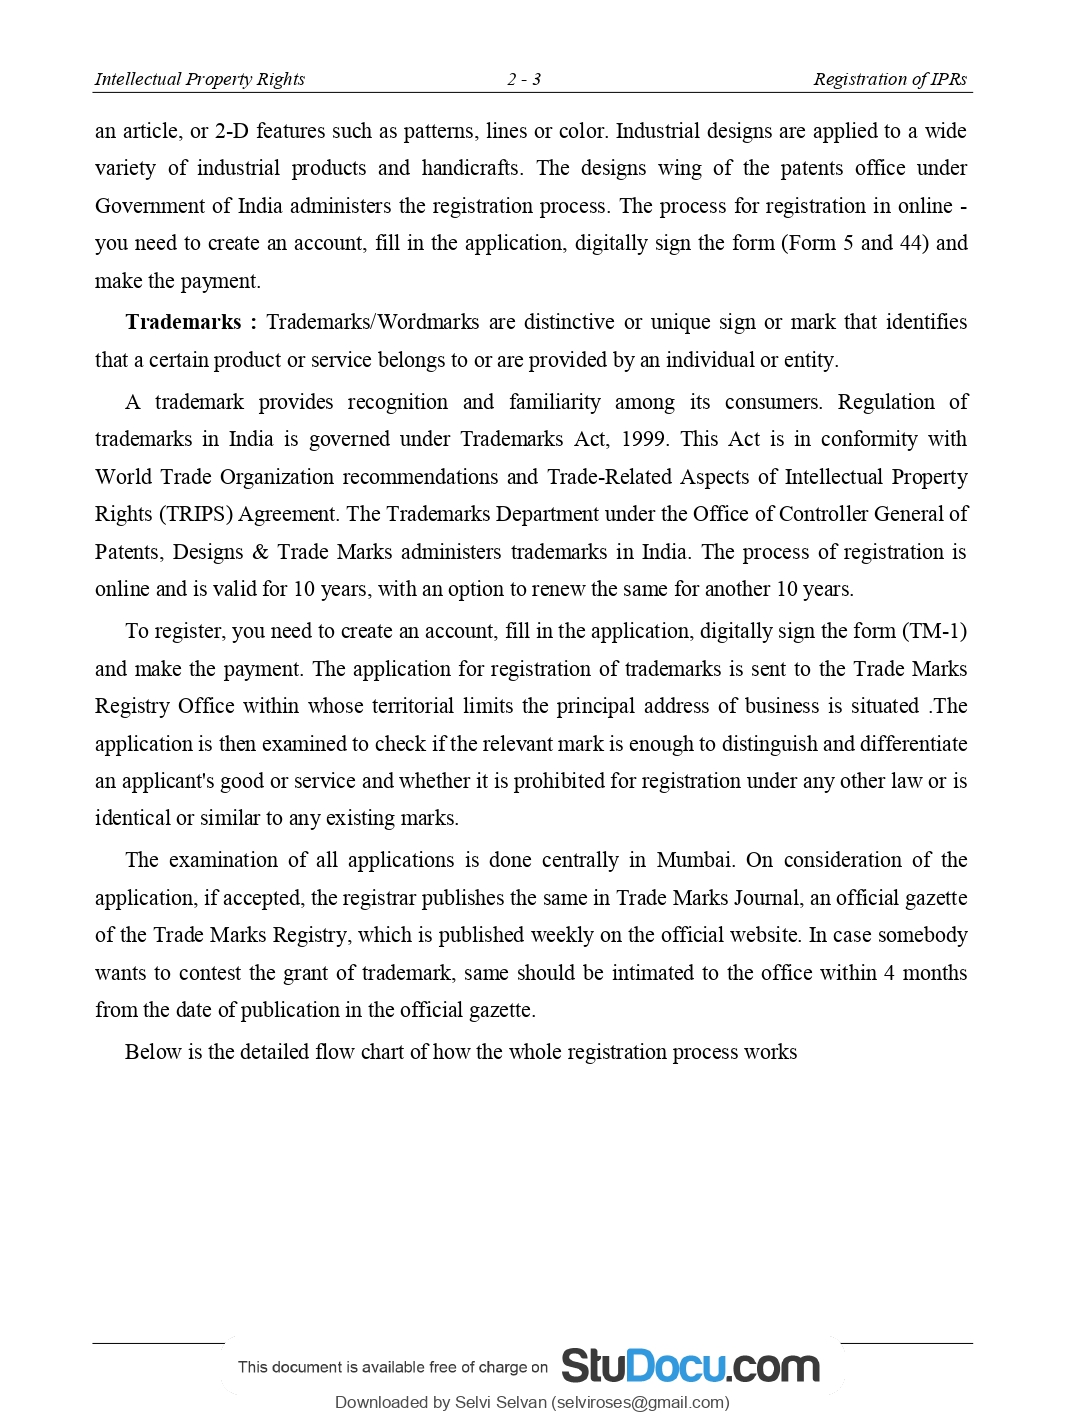 Intellectual Property Rights 2 - 3 Registration of IPRs
an article, or 2-D features such as patterns, lines or color. Industrial designs are applied to a wide
variety of industrial products and handicrafts. The designs wing of the patents office under
Government of India administers the registration process. The process for registration in online -
you need to create an account, fill in the application, digitally sign the form (Form 5 and 44) and
make the payment.
Trademarks : Trademarks/Wordmarks are distinctive or unique sign or mark that identifies
that a certain product or service belongs to or are provided by an individual or entity.
A trademark provides recognition and familiarity among its consumers. Regulation of
trademarks in India is governed under Trademarks Act, 1999. This Act is in conformity with
World Trade Organization recommendations and Trade-Related Aspects of Intellectual Property
Rights (TRIPS) Agreement. The Trademarks Department under the Office of Controller General of
Patents, Designs & Trade Marks administers trademarks in India. The process of registration is
online and is valid for 10 years, with an option to renew the same for another 10 years.
To register, you need to create an account, fill in the application, digitally sign the form (TM-1)
and make the payment. The application for registration of trademarks is sent to the Trade Marks
Registry Office within whose territorial limits the principal address of business is situated .The
application is then examined to check if the relevant mark is enough to distinguish and differentiate
an applicant's good or service and whether it is prohibited for registration under any other law or is
identical or similar to any existing marks.
The examination of all applications is done centrally in Mumbai. On consideration of the
application, if accepted, the registrar publishes the same in Trade Marks Journal, an official gazette
of the Trade Marks Registry, which is published weekly on the official website. In case somebody
wants to contest the grant of trademark, same should be intimated to the office within 4 months
from the date of publication in the official gazette.
Below is the detailed flow chart of how the whole registration process works
This document is available free of charge on StuDocu.com
Downloaded by Selvi Selvan (selviroses@gmail.com)